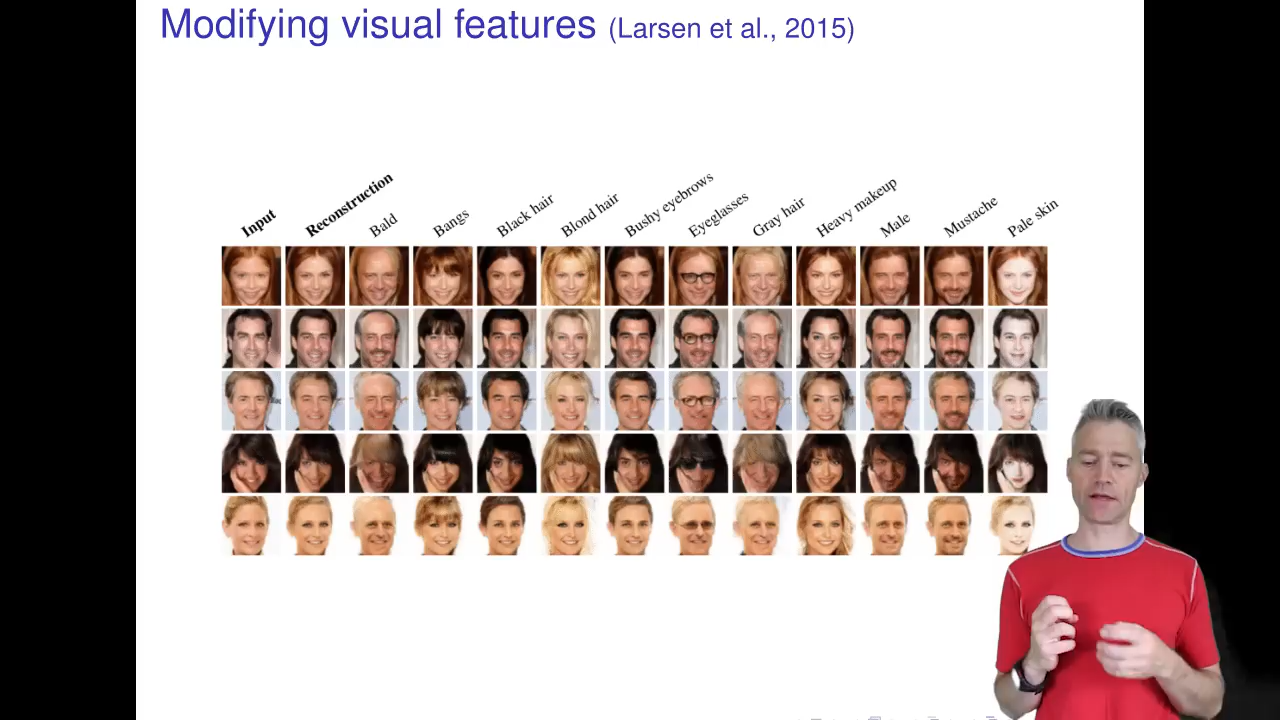 Modifying visual features (Larsen et al., 2015)
Input
Reconstruction
Bald
Bangs
Black hair
Blond hair
Bushy eyebrows
Eyeglasses
Gray hair
Heavy makeup
Male
Mustache
Pale skin